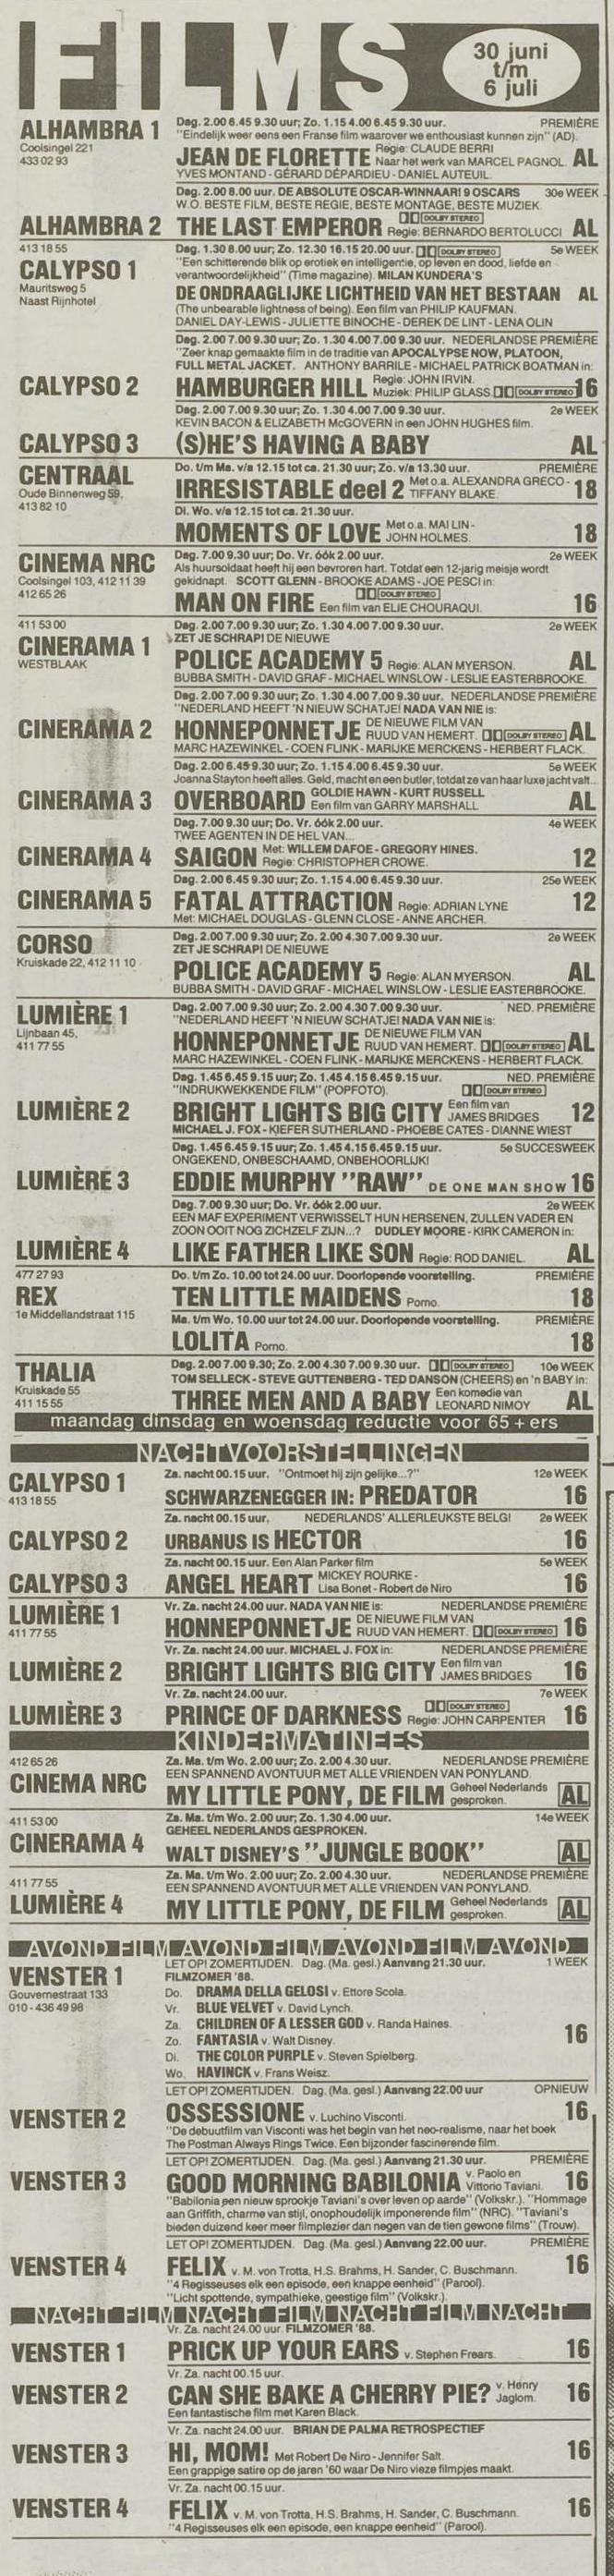 FILMS
30 juni
t/m
6 juli
ALHAMBRA 1
Coolsingel 221
433 02 93
Dag. 2.00 6.45 9.30 uur; Zo. 1.15 4.00 6.45 9.30 uur. PREMIÈRE
"Eindelijk weer eens een Franse film waarover we enthousiast kunnen zijn" (AD).
JEAN DE FLORETTE Regie: CLAUDE BERRI Naar het werk van MARCEL PAGNOL. AL
YVES MONTAND - GÉRARD DÉPARDIEU - DANIEL AUTEUIL.
Dag. 2.00 8.00 uur. DE ABSOLUTE OSCAR-WINNAAR! 9 OSCARS 30e WEEK
W.O. BESTE FILM, BESTE REGIE, BESTE MONTAGE, BESTE MUZIEK.
ALHAMBRA 2 THE LAST EMPEROR DOLBY STEREO Regie: BERNARDO BERTOLUCCI AL
413 18 55
CALYPSO 1
Mauritsweg 5
Naast Rijnhotel
Dag. 1.30 8.00 uur; Zo. 12.30 16.15 20.00 uur. DOLBY STEREO 5e WEEK
"Een schitterende blik op erotiek en intelligentie, op leven en dood, liefde en
verantwoordelijkheid" (Time magazine). MILAN KUNDERA'S
DE ONDRAAGLIJKE LICHTHEID VAN HET BESTAAN AL
(The unbearable lightness of being). Een film van PHILIP KAUFMAN.
DANIEL DAY-LEWIS - JULIETTE BINOCHE - DEREK DE LINT - LENA OLIN
Dag. 2.00 7.00 9.30 uur; Zo. 1.30 4.00 7.00 9.30 uur. NEDERLANDSE PREMIÈRE
"Zeer knap gemaakte film in de traditie van APOCALYPSE NOW, PLATOON,
FULL METAL JACKET. ANTHONY BARRILE - MICHAEL PATRICK BOATMAN in:
CALYPSO 2 HAMBURGER HILL Regie: JOHN IRVIN. Muziek: PHILIP GLASS. DOLBY STEREO 16
Dag. 2.00 7.00 9.30 uur; Zo. 1.30 4.00 7.00 9.30 uur. 2e WEEK
KEVIN BACON & ELIZABETH McGOVERN in een JOHN HUGHES film.
CALYPSO 3 (S)HE'S HAVING A BABY AL
CENTRAAL
Oude Binnenweg 59,
413 82 10
Do. t/m Ma. v/a 12.15 tot ca. 21.30 uur; Zo. v/a 13.30 uur. PREMIÈRE
IRRESISTABLE deel 2 Met o.a. ALEXANDRA GRECO - TIFFANY BLAKE. 18
Di. Wo. v/a 12.15 tot ca. 21.30 uur.
MOMENTS OF LOVE Met o.a. MAI LIN - JOHN HOLMES. 18
CINEMA NRC
Coolsingel 103, 412 11 39
412 65 26
Dag. 7.00 9.30 uur; Do. Vr. óók 2.00 uur. 2e WEEK
Als huursoldaat heeft hij een bevroren hart. Totdat een 12-jarig meisje wordt
gekidnapt. SCOTT GLENN - BROOKE ADAMS - JOE PESCI in:
DOLBY STEREO
MAN ON FIRE Een film van ELIE CHOURAQUI. 16
411 53 00
CINERAMA 1
WESTBLAAK
Dag. 2.00 7.00 9.30 uur; Zo. 1.30 4.00 7.00 9.30 uur. 2e WEEK
ZET JE SCHRAP! DE NIEUWE
POLICE ACADEMY 5 Regie: ALAN MYERSON. AL
BUBBA SMITH - DAVID GRAF - MICHAEL WINSLOW - LESLIE EASTERBROOKE.
Dag. 2.00 7.00 9.30 uur; Zo. 1.30 4.00 7.00 9.30 uur. NEDERLANDSE PREMIÈRE
"NEDERLAND HEEFT 'N NIEUW SCHATJE! NADA VAN NIE is:
CINERAMA 2 HONNEPONNETJE DE NIEUWE FILM VAN RUUD VAN HEMERT. DOLBY STEREO AL
MARC HAZEWINKEL - COEN FLINK - MARIJKE MERCKENS - HERBERT FLACK.
Dag. 2.00 6.45 9.30 uur; Zo. 1.15 4.00 6.45 9.30 uur. 5e WEEK
Joanna Stayton heeft alles. Geld, macht en een butler, totdat ze van haar luxe jacht valt...
CINERAMA 3 OVERBOARD GOLDIE HAWN - KURT RUSSELL Een film van GARRY MARSHALL AL
Dag. 7.00 9.30 uur; Do. Vr. óók 2.00 uur. 4e WEEK
TWEE AGENTEN IN DE HEL VAN...
CINERAMA 4 SAIGON Met: WILLEM DAFOE - GREGORY HINES. Regie: CHRISTOPHER CROWE. 12
Dag. 2.00 6.45 9.30 uur; Zo. 1.15 4.00 6.45 9.30 uur. 25e WEEK
CINERAMA 5 FATAL ATTRACTION Regie: ADRIAN LYNE 12
Met: MICHAEL DOUGLAS - GLENN CLOSE - ANNE ARCHER.
CORSO
Kruiskade 22, 412 11 10
Dag. 2.00 7.00 9.30 uur; Zo. 2.00 4.30 7.00 9.30 uur. 2e WEEK
ZET JE SCHRAP! DE NIEUWE
POLICE ACADEMY 5 Regie: ALAN MYERSON. AL
BUBBA SMITH - DAVID GRAF - MICHAEL WINSLOW - LESLIE EASTERBROOKE.
LUMIÈRE 1
Lijnbaan 45,
411 77 55
Dag. 2.00 7.00 9.30 uur; Zo. 2.00 4.30 7.00 9.30 uur. NED. PREMIÈRE
"NEDERLAND HEEFT 'N NIEUW SCHATJE! NADA VAN NIE is:
HONNEPONNETJE DE NIEUWE FILM VAN RUUD VAN HEMERT. DOLBY STEREO AL
MARC HAZEWINKEL - COEN FLINK - MARIJKE MERCKENS - HERBERT FLACK.
Dag. 1.45 6.45 9.15 uur; Zo. 1.45 4.15 6.45 9.15 uur. NED. PREMIÈRE
"INDRUKWEKKENDE FILM" (POPFOTO). DOLBY STEREO
LUMIÈRE 2 BRIGHT LIGHTS BIG CITY Een film van JAMES BRIDGES 12
MICHAEL J. FOX - KIEFER SUTHERLAND - PHOEBE CATES - DIANNE WIEST
Dag. 1.45 6.45 9.15 uur; Zo. 1.45 4.15 6.45 9.15 uur. 5e SUCCESWEEK
ONGEKEND, ONBESCHAAMD, ONBEHOORLIJK!
LUMIÈRE 3 EDDIE MURPHY "RAW" DE ONE MAN SHOW 16
Dag. 7.00 9.30 uur; Do. Vr. óók 2.00 uur. 2e WEEK
EEN MAF EXPERIMENT VERWISSELT HUN HERSENEN, ZULLEN VADER EN
ZOON OOIT NOG ZICHZELF ZIJN...? DUDLEY MOORE - KIRK CAMERON in:
LUMIÈRE 4 LIKE FATHER LIKE SON Regie: ROD DANIEL. AL
477 27 93
REX
1e Middellandstraat 115
Do. t/m Zo. 10.00 tot 24.00 uur. Doorlopende voorstelling. PREMIÈRE
TEN LITTLE MAIDENS Porno. 18
Ma. t/m Wo. 10.00 uur tot 24.00 uur. Doorlopende voorstelling. PREMIÈRE
LOLITA Porno. 18
THALIA
Kruiskade 55
411 15 55
Dag. 2.00 7.00 9.30; Zo. 2.00 4.30 7.00 9.30 uur. DOLBY STEREO 10e WEEK
TOM SELLECK - STEVE GUTTENBERG - TED DANSON (CHEERS) en 'n BABY in:
THREE MEN AND A BABY Een komedie van LEONARD NIMOY AL
maandag dinsdag en woensdag reductie voor 65 + ers
NACHTVOORSTELLINGEN
CALYPSO 1
413 18 55
Za. nacht 00.15 uur. "Ontmoet hij zijn gelijke...?" 12e WEEK
SCHWARZENEGGER IN: PREDATOR 16
Za. nacht 00.15 uur. NEDERLANDS' ALLERLEUKSTE BELG! 2e WEEK
CALYPSO 2 URBANUS IS HECTOR 16
Za. nacht 00.15 uur. Een Alan Parker film 5e WEEK
CALYPSO 3 ANGEL HEART MICKEY ROURKE - Lisa Bonet - Robert de Niro 16
LUMIÈRE 1
411 77 55
Vr. Za. nacht 24.00 uur. NADA VAN NIE is: NEDERLANDSE PREMIÈRE
HONNEPONNETJE DE NIEUWE FILM VAN RUUD VAN HEMERT. DOLBY STEREO 16
Vr. Za. nacht 24.00 uur. MICHAEL J. FOX in: NEDERLANDSE PREMIÈRE
LUMIÈRE 2 BRIGHT LIGHTS BIG CITY Een film van JAMES BRIDGES 16
Vr. Za. nacht 24.00 uur. 7e WEEK
LUMIÈRE 3 PRINCE OF DARKNESS DOLBY STEREO Regie: JOHN CARPENTER 16
KINDERMATINEES
412 65 26
CINEMA NRC
Za. Ma. t/m Wo. 2.00 uur; Zo. 2.00 4.30 uur. NEDERLANDSE PREMIÈRE
EEN SPANNEND AVONTUUR MET ALLE VRIENDEN VAN PONYLAND.
MY LITTLE PONY, DE FILM Geheel Nederlands gesproken. AL
411 53 00
CINERAMA 4
Za. Ma. t/m Wo. 2.00 uur; Zo. 1.30 4.00 uur. 14e WEEK
GEHEEL NEDERLANDS GESPROKEN.
WALT DISNEY'S "JUNGLE BOOK" AL
411 77 55
LUMIÈRE 4
Za. Ma. t/m Wo. 2.00 uur; Zo. 2.00 4.30 uur. NEDERLANDSE PREMIÈRE
EEN SPANNEND AVONTUUR MET ALLE VRIENDEN VAN PONYLAND.
MY LITTLE PONY, DE FILM Geheel Nederlands gesproken. AL
AVOND FILM AVOND FILM AVOND FILM AVOND
VENSTER 1
Gouvernestraat 133
010 - 436 49 98
LET OP! ZOMERTIJDEN. Dag. (Ma. gesl.) Aanvang 21.30 uur. 1 WEEK
FILMZOMER '88.
Do. DRAMA DELLA GELOSI v. Ettore Scola.
Vr. BLUE VELVET v. David Lynch.
Za. CHILDREN OF A LESSER GOD v. Randa Haines.
Zo. FANTASIA v. Walt Disney. 16
Di. THE COLOR PURPLE v. Steven Spielberg.
Wo. HAVINCK v. Frans Weisz.
LET OP! ZOMERTIJDEN. Dag. (Ma. gesl.) Aanvang 22.00 uur OPNIEUW
VENSTER 2 OSSESSIONE v. Luchino Visconti. 16
"De debuutfilm van Visconti was het begin van het neo-realisme, naar het boek
The Postman Always Rings Twice. Een bijzonder fascinerende film.
LET OP! ZOMERTIJDEN. Dag. (Ma. gesl.) Aanvang 21.30 uur. PREMIÈRE
VENSTER 3 GOOD MORNING BABILONIA v. Paolo en Vittorio Taviani. 16
"Babilonia een nieuw sprookje Taviani's over leven op aarde" (Volkskr.). "Hommage
aan Griffith, charme van stijl, onophoudelijk imponerende film" (NRC). "Taviani's
bieden duizend keer meer filmplezier dan negen van de tien gewone films" (Trouw).
LET OP! ZOMERTIJDEN. Dag. (Ma. gesl.) Aanvang 22.00 uur. PREMIÈRE
VENSTER 4 FELIX v. M. von Trotta, H.S. Brahms, H. Sander, C. Buschmann. 16
"4 Regisseuses elk een episode, een knappe eenheid" (Parool).
"Licht spottende, sympathieke, geestige film" (Volkskr.).
NACHT FILM NACHT FILM NACHT FILM NACHT
Vr. Za. nacht 24.00 uur. FILMZOMER '88.
VENSTER 1 PRICK UP YOUR EARS v. Stephen Frears. 16
Vr. Za. nacht 00.15 uur.
VENSTER 2 CAN SHE BAKE A CHERRY PIE? v. Henry Jaglom. 16
Een fantastische film met Karen Black.
Vr. Za. nacht 24.00 uur. BRIAN DE PALMA RETROSPECTIEF
VENSTER 3 HI, MOM! Met Robert De Niro - Jennifer Salt. 16
Een grappige satire op de jaren '60 waar De Niro vieze filmpjes maakt.
Vr. Za. nacht 00.15 uur.
VENSTER 4 FELIX v. M. von Trotta, H.S. Brahms, H. Sander, C. Buschmann. 16
"4 Regisseuses elk een episode, een knappe eenheid" (Parool).